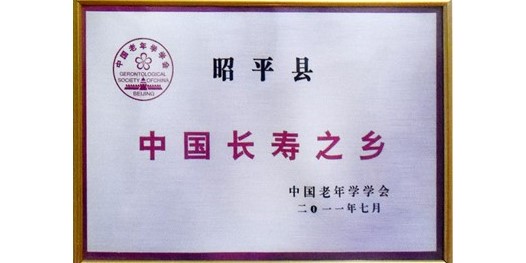 中国老年学学会
GERONTOLOGICAL
SOCIETY OF CHINA
BEIJING
昭平县
中国长寿之乡
中国老年学学会
二0一一年七月